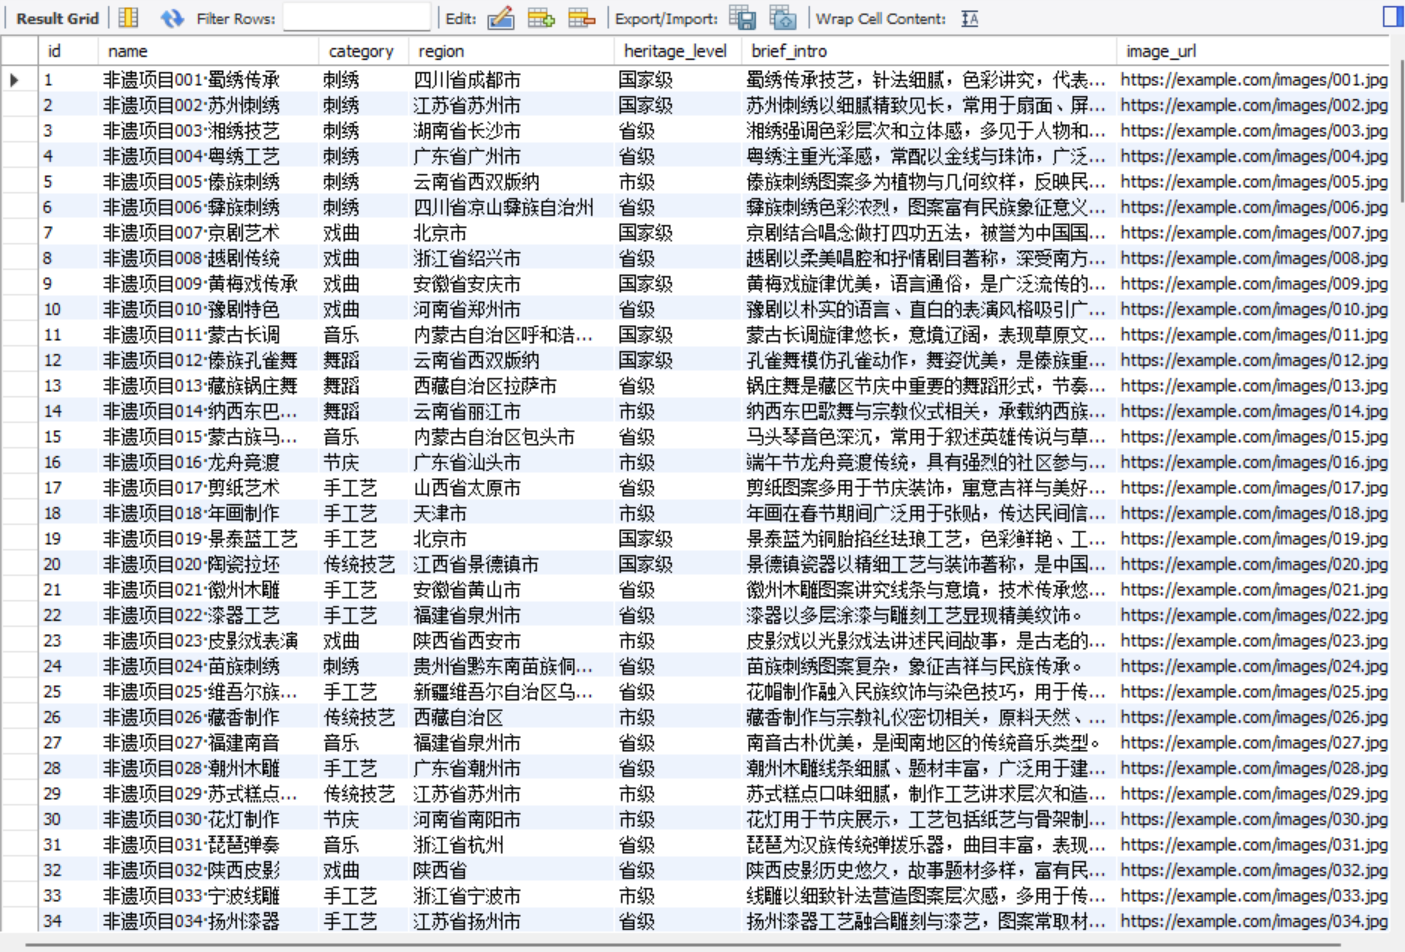 Result Grid Filter Rows: Edit: Export/Import: Wrap Cell Content:
id name category region heritage_level brief_intro image_url
1 非遗项目001·蜀绣传承 刺绣 四川省成都市 国家级 蜀绣传承技艺，针法细腻，色彩讲究，代表... https://example.com/images/001.jpg
2 非遗项目002·苏州刺绣 刺绣 江苏省苏州市 国家级 苏州刺绣以细腻精致见长，常用于扇面、屏... https://example.com/images/002.jpg
3 非遗项目003·湘绣技艺 刺绣 湖南省长沙市 省级 湘绣强调色彩层次和立体感，多见于人物和... https://example.com/images/003.jpg
4 非遗项目004·粤绣工艺 刺绣 广东省广州市 省级 粤绣注重光泽感，常配以金线与珠饰，广泛... https://example.com/images/004.jpg
5 非遗项目005·傣族刺绣 刺绣 云南省西双版纳 市级 傣族刺绣图案多为植物与几何纹样，反映民... https://example.com/images/005.jpg
6 非遗项目006·彝族刺绣 刺绣 四川省凉山彝族自治州 省级 彝族刺绣色彩浓烈，图案富有民族象征意义... https://example.com/images/006.jpg
7 非遗项目007·京剧艺术 戏曲 北京市 国家级 京剧结合唱念做打四功五法，被誉为中国国... https://example.com/images/007.jpg
8 非遗项目008·越剧传统 戏曲 浙江省绍兴市 省级 越剧以柔美唱腔和抒情剧目著称，深受南方... https://example.com/images/008.jpg
9 非遗项目009·黄梅戏传承 戏曲 安徽省安庆市 国家级 黄梅戏旋律优美，语言通俗，是广泛流传的... https://example.com/images/009.jpg
10 非遗项目010·豫剧特色 戏曲 河南省郑州市 省级 豫剧以朴实的语言、直白的表演风格吸引广... https://example.com/images/010.jpg
11 非遗项目011·蒙古长调 音乐 内蒙古自治区呼和浩... 国家级 蒙古长调旋律悠长，意境辽阔，表现草原文... https://example.com/images/011.jpg
12 非遗项目012·傣族孔雀舞 舞蹈 云南省西双版纳 国家级 孔雀舞模仿孔雀动作，舞姿优美，是傣族重... https://example.com/images/012.jpg
13 非遗项目013·藏族锅庄舞 舞蹈 西藏自治区拉萨市 省级 锅庄舞是藏区节庆中重要的舞蹈形式，节奏... https://example.com/images/013.jpg
14 非遗项目014·纳西东巴... 舞蹈 云南省丽江市 市级 纳西东巴歌舞与宗教仪式相关，承载纳西族... https://example.com/images/014.jpg
15 非遗项目015·蒙古族马... 音乐 内蒙古自治区包头市 省级 马头琴音色深沉，常用于叙述英雄传说与草... https://example.com/images/015.jpg
16 非遗项目016·龙舟竞渡 节庆 广东省汕头市 市级 端午节龙舟竞渡传统，具有强烈的社区参与... https://example.com/images/016.jpg
17 非遗项目017·剪纸艺术 手工艺 山西省太原市 省级 剪纸图案多用于节庆装饰，寓意吉祥与美好... https://example.com/images/017.jpg
18 非遗项目018·年画制作 手工艺 天津市 市级 年画在春节期间广泛用于张贴，传达民间信... https://example.com/images/018.jpg
19 非遗项目019·景泰蓝工艺 手工艺 北京市 国家级 景泰蓝为铜胎掐丝珐琅工艺，色彩鲜艳、工... https://example.com/images/019.jpg
20 非遗项目020·陶瓷拉坯 传统技艺 江西省景德镇市 国家级 景德镇瓷器以精细工艺与装饰著称，是中国... https://example.com/images/020.jpg
21 非遗项目021·徽州木雕 手工艺 安徽省黄山市 省级 徽州木雕图案讲究线条与意境，技术传承悠... https://example.com/images/021.jpg
22 非遗项目022·漆器工艺 手工艺 福建省泉州市 省级 漆器以多层涂漆与雕刻工艺显现精美纹饰。 https://example.com/images/022.jpg
23 非遗项目023·皮影戏表演 戏曲 陕西省西安市 市级 皮影戏以光影戏法讲述民间故事，是古老的... https://example.com/images/023.jpg
24 非遗项目024·苗族刺绣 刺绣 贵州省黔东南苗族侗... 省级 苗族刺绣图案复杂，象征吉祥与民族传承。 https://example.com/images/024.jpg
25 非遗项目025·维吾尔族... 手工艺 新疆维吾尔自治区乌... 省级 花帽制作融入民族纹饰与染色技巧，用于传... https://example.com/images/025.jpg
26 非遗项目026·藏香制作 传统技艺 西藏自治区 市级 藏香制作与宗教礼仪密切相关，原料天然、... https://example.com/images/026.jpg
27 非遗项目027·福建南音 音乐 福建省泉州市 省级 南音古朴优美，是闽南地区的传统音乐类型。 https://example.com/images/027.jpg
28 非遗项目028·潮州木雕 手工艺 广东省潮州市 省级 潮州木雕线条细腻、题材丰富，广泛用于建... https://example.com/images/028.jpg
29 非遗项目029·苏式糕点... 传统技艺 江苏省苏州市 市级 苏式糕点口味细腻，制作工艺讲求层次和造... https://example.com/images/029.jpg
30 非遗项目030·花灯制作 节庆 河南省南阳市 市级 花灯用于节庆展示，工艺包括纸艺与骨架制... https://example.com/images/030.jpg
31 非遗项目031·琵琶弹奏 音乐 浙江省杭州 省级 琵琶为汉族传统弹拨乐器，曲目丰富，表现... https://example.com/images/031.jpg
32 非遗项目032·陕西皮影 戏曲 陕西省 省级 陕西皮影历史悠久，故事题材多样，富有民... https://example.com/images/032.jpg
33 非遗项目033·宁波线雕 手工艺 浙江省宁波市 市级 线雕以细致针法营造图案层次感，多用于传... https://example.com/images/033.jpg
34 非遗项目034·扬州漆器 手工艺 江苏省扬州市 省级 扬州漆器工艺融合雕刻与漆艺，图案常取材... https://example.com/images/034.jpg